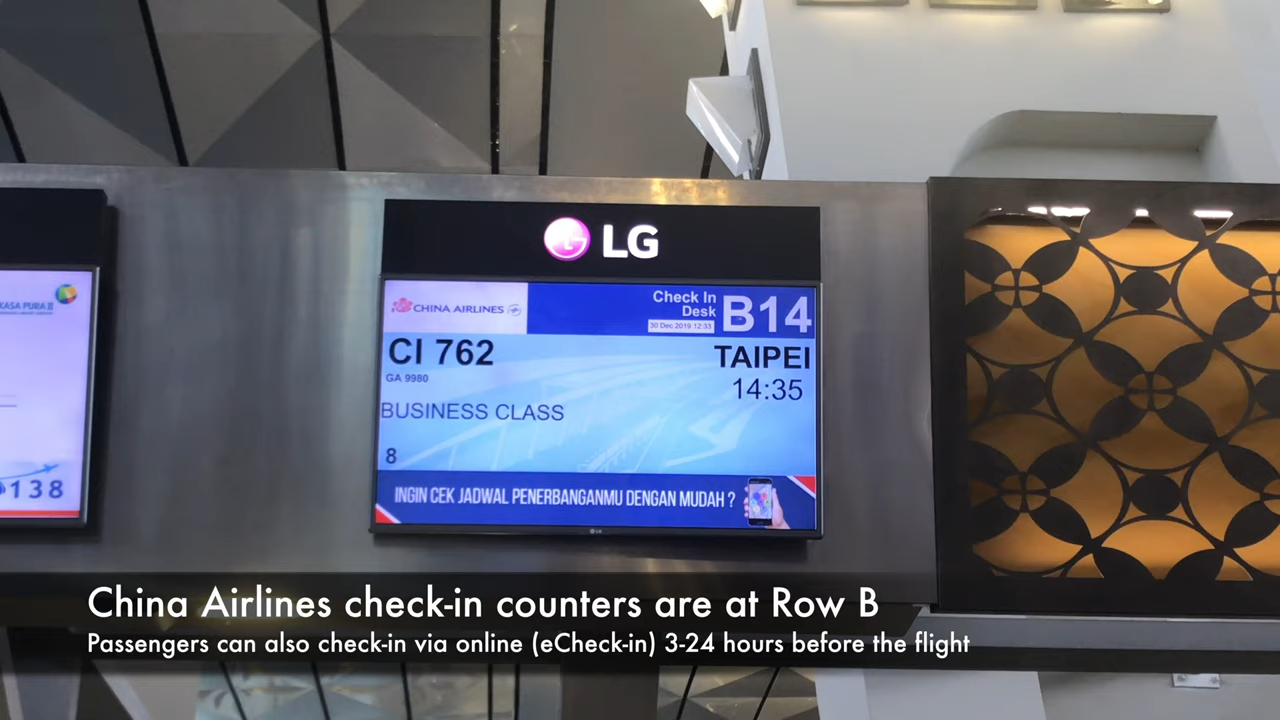 LG
CHINA AIRLINES
Check In
Desk
B14
30 Dec 2019 12:33
CI 762
TAIPEI
GA 9980
14:35
BUSINESS CLASS
8
INGIN CEK JADWAL PENERBANGANMU DENGAN MUDAH ?
LG
KASA PURA II
138
China Airlines check-in counters are at Row B
Passengers can also check-in via online (eCheck-in) 3-24 hours before the flight